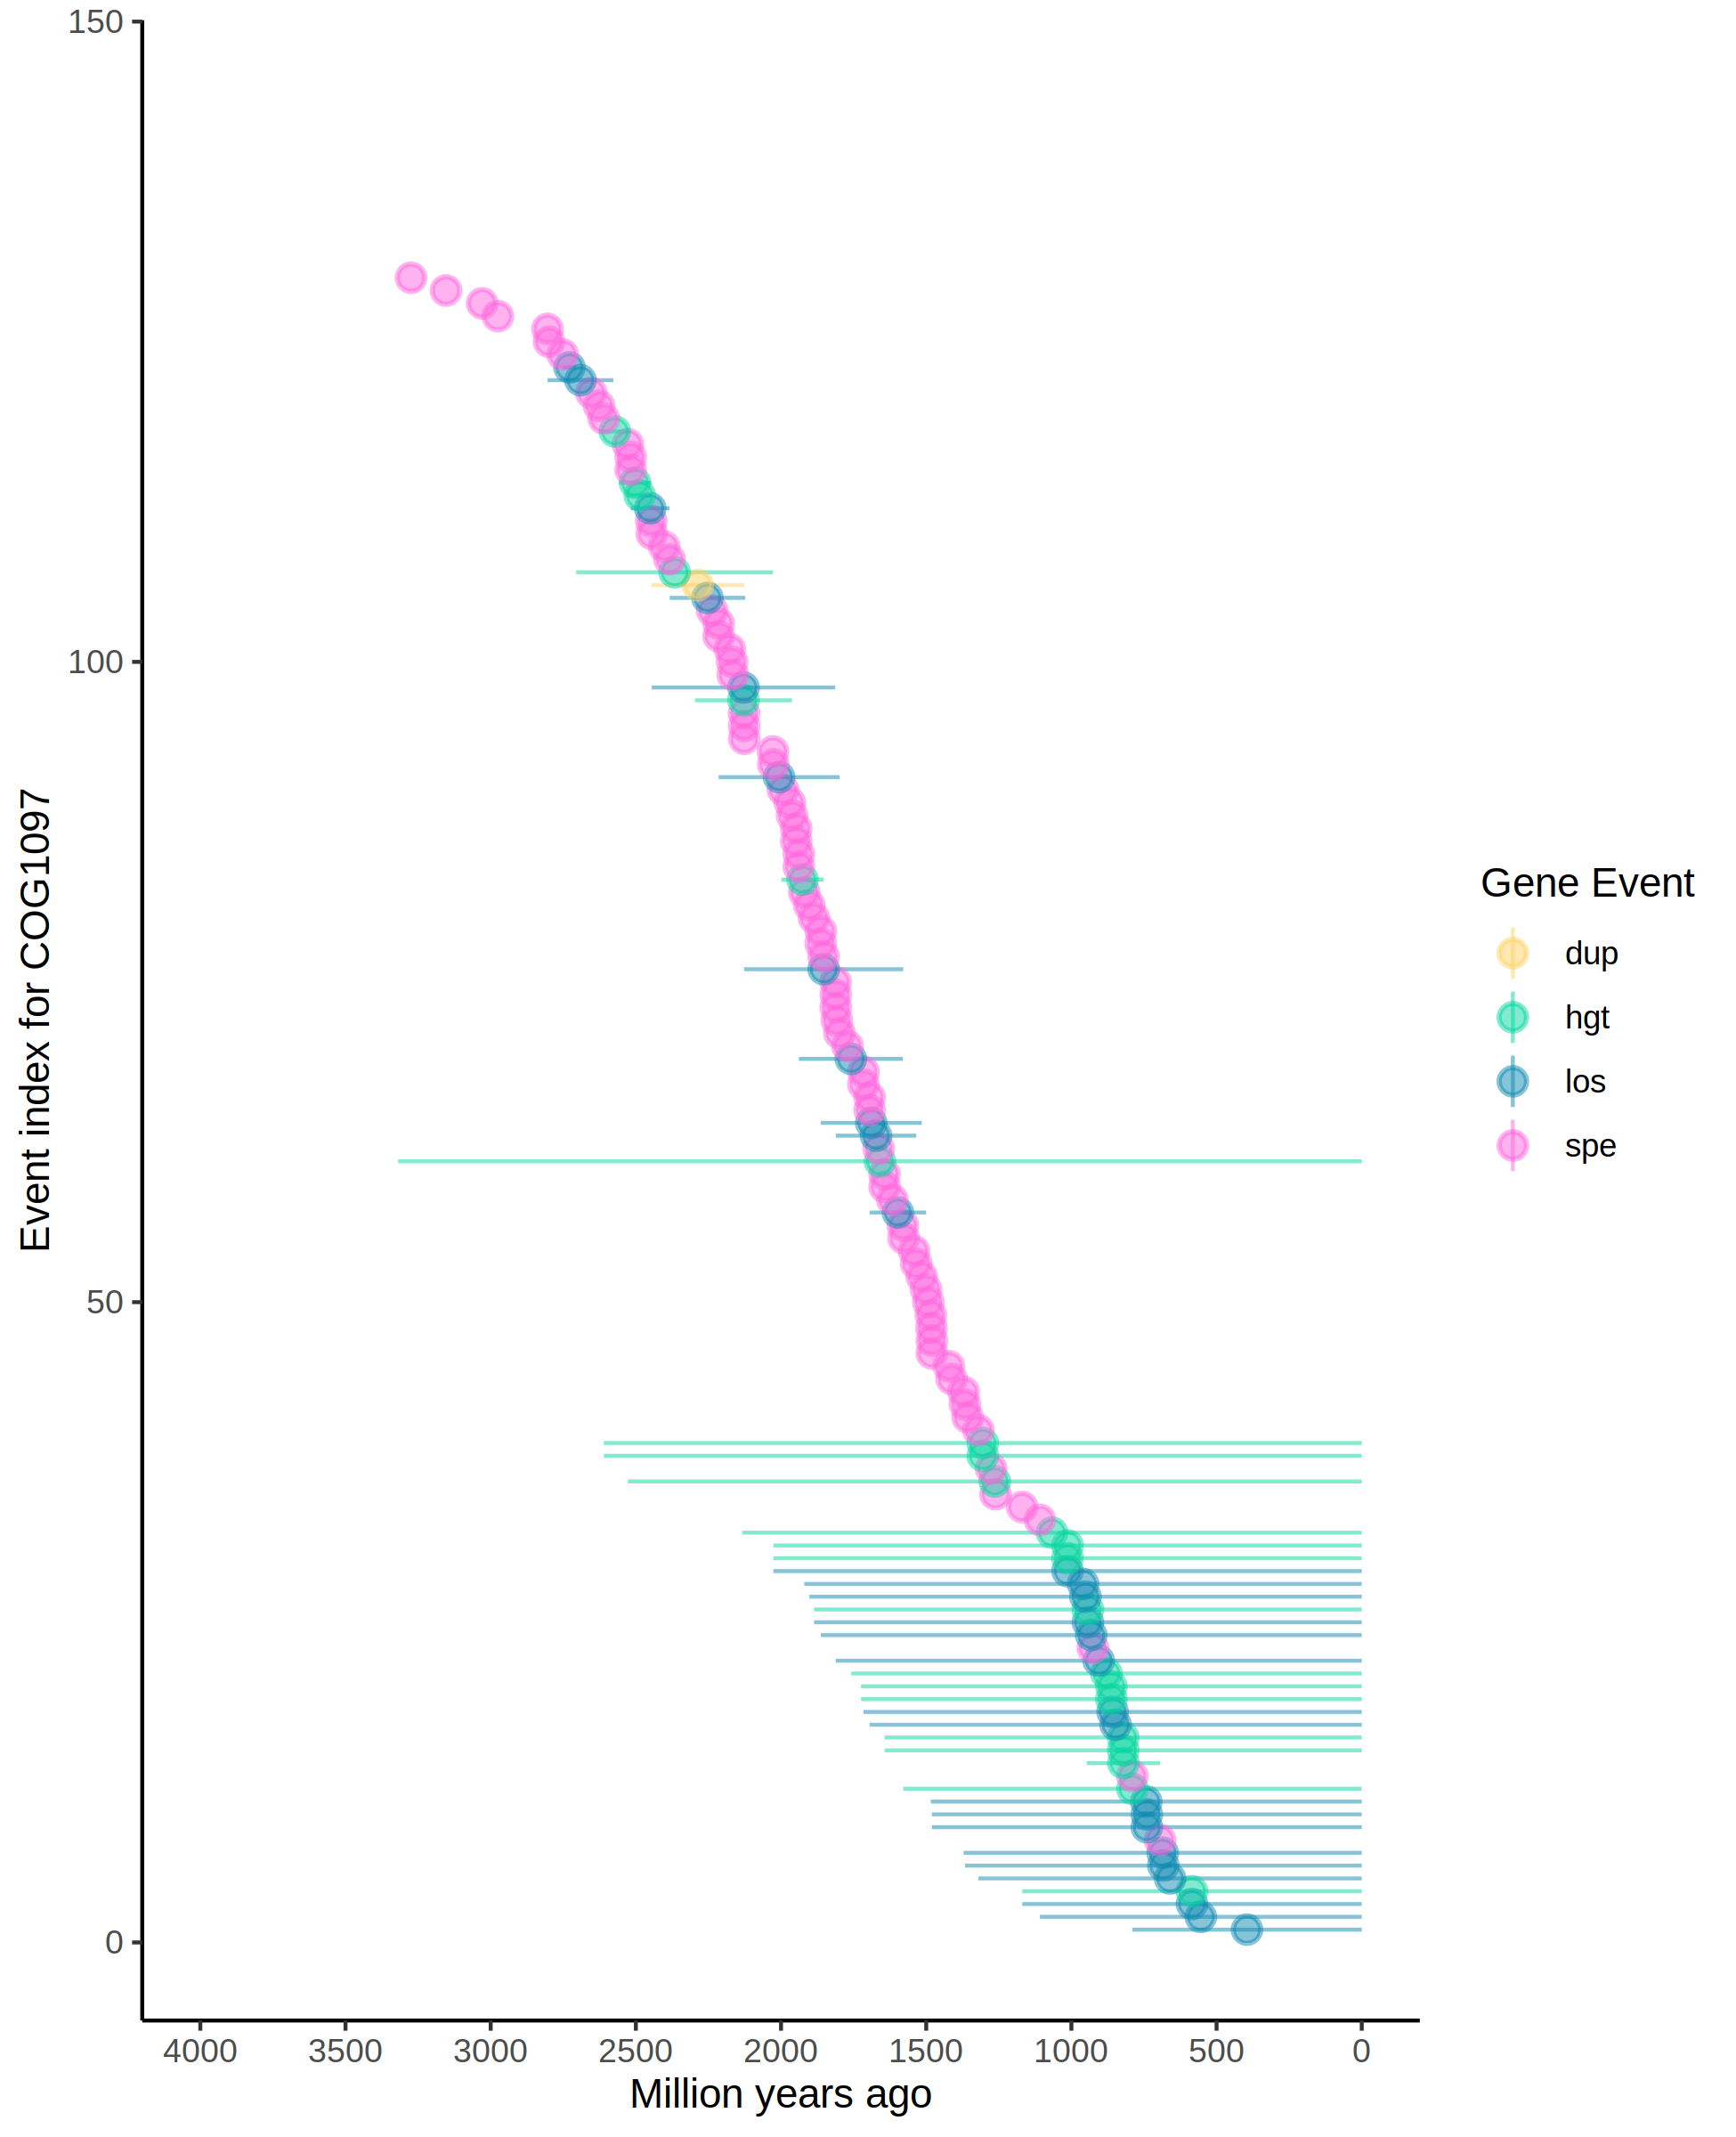 150
100
50
0
Event index for COG1097
4000 3500 3000 2500 2000 1500 1000 500 0
Million years ago
Gene Event
dup
hgt
los
spe